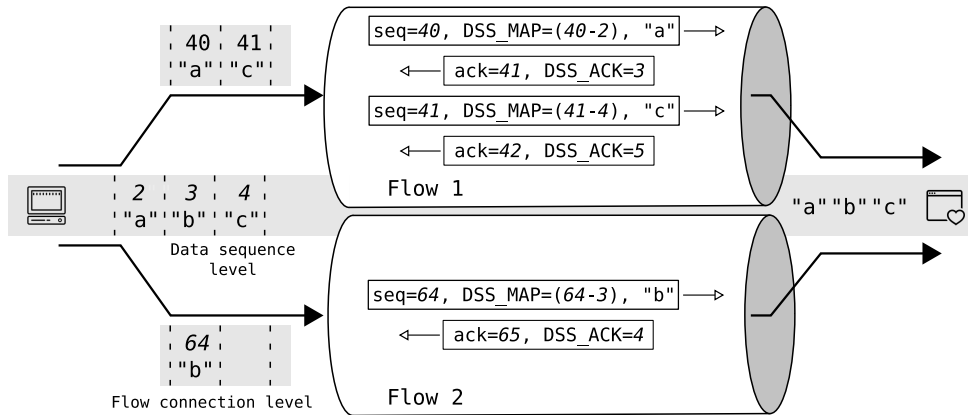 40 41
"a" "c"
seq=40, DSS_MAP=(40-2), "a"
ack=41, DSS_ACK=3
seq=41, DSS_MAP=(41-4), "c"
ack=42, DSS_ACK=5
Flow 1
2 3 4
"a" "b" "c"
Data sequence
level
"a" "b" "c"
seq=64, DSS_MAP=(64-3), "b"
ack=65, DSS_ACK=4
Flow 2
64
"b"
Flow connection level